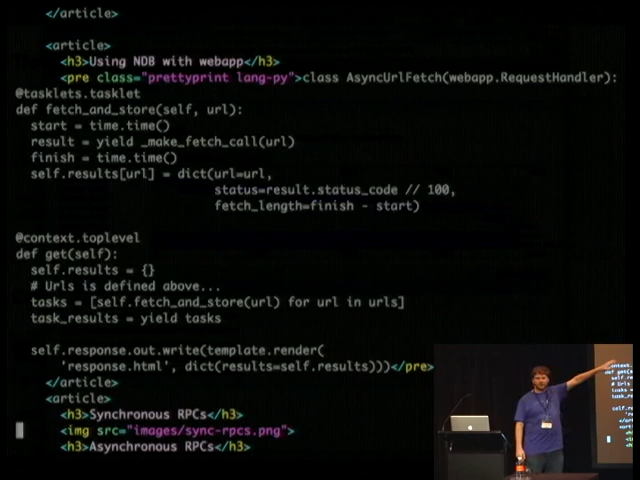 </article>
<article>
<h3>Using NDB with webapp</h3>
<pre class="prettyprint lang-py">class AsyncUrlFetch(webapp.RequestHandler):
@tasklets.tasklet
def fetch_and_store(self, url):
start = time.time()
result = yield _make_fetch_call(url)
finish = time.time()
self.results[url] = dict(url=url,
status=result.status_code // 100,
fetch_length=finish - start)
@context.toplevel
def get(self):
self.results = {}
# Urls is defined above...
tasks = [self.fetch_and_store(url) for url in urls]
task_results = yield tasks
self.response.out.write(template.render(
'response.html', dict(results=self.results)))</pre>
</article>
<article>
<h3>Synchronous RPCs</h3>
<img src="images/sync-rpcs.png">
<h3>Asynchronous RPCs</h3>